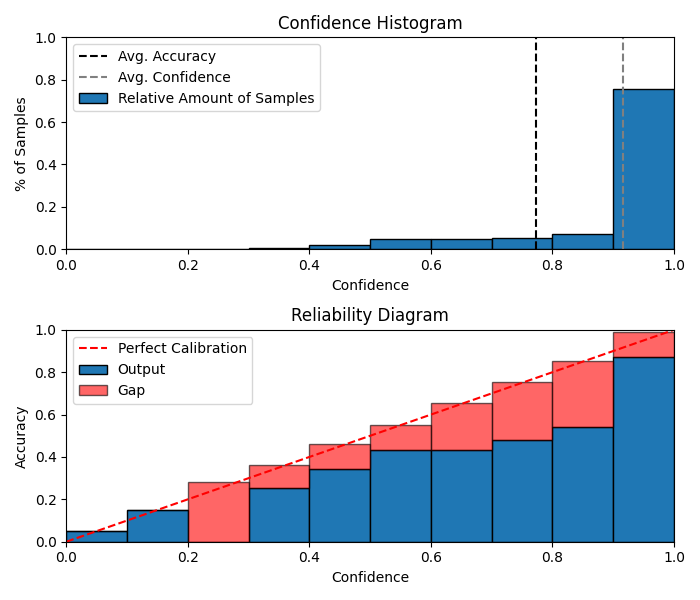 Confidence Histogram
1.0
0.8
0.6
0.4
0.2
0.0
% of Samples
Avg. Accuracy
Avg. Confidence
Relative Amount of Samples
0.0 0.2 0.4 0.6 0.8 1.0
Confidence
Reliability Diagram
1.0
0.8
0.6
0.4
0.2
0.0
Accuracy
Perfect Calibration
Output
Gap
0.0 0.2 0.4 0.6 0.8 1.0
Confidence